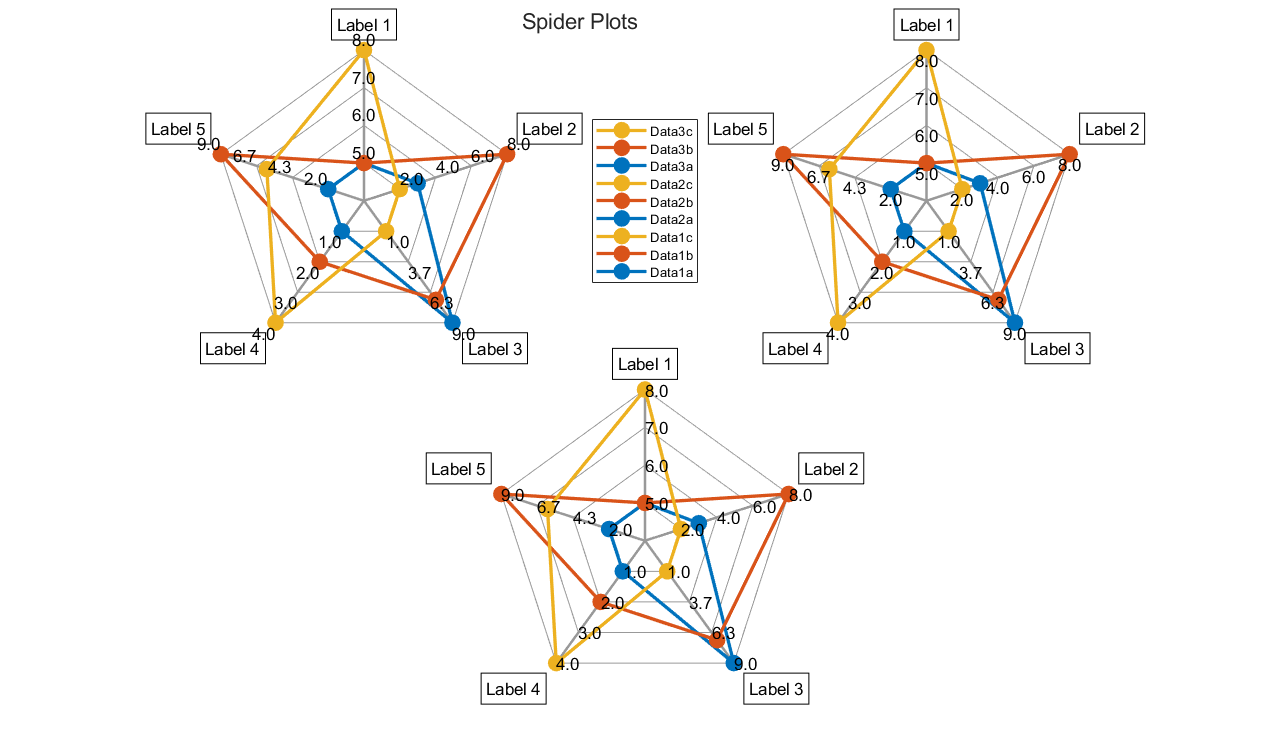 Spider Plots
Label 1
8.0
7.0
6.0
5.0
Label 2
8.0
6.0
4.0
2.0
Label 5
9.0
6.7
4.3
2.0
1.0
2.0
3.0
4.0
Label 4
1.0
3.7
6.3
9.0
Label 3
Data3c
Data3b
Data3a
Data2c
Data2b
Data2a
Data1c
Data1b
Data1a
Label 1
8.0
7.0
6.0
5.0
Label 2
8.0
6.0
4.0
2.0
Label 5
9.0
6.7
4.3
2.0
1.0
2.0
3.0
4.0
Label 4
1.0
3.7
6.3
9.0
Label 3
Label 1
8.0
7.0
6.0
5.0
Label 2
8.0
6.0
4.0
2.0
Label 5
9.0
6.7
4.3
2.0
1.0
2.0
3.0
4.0
Label 4
1.0
3.7
6.3
9.0
Label 3